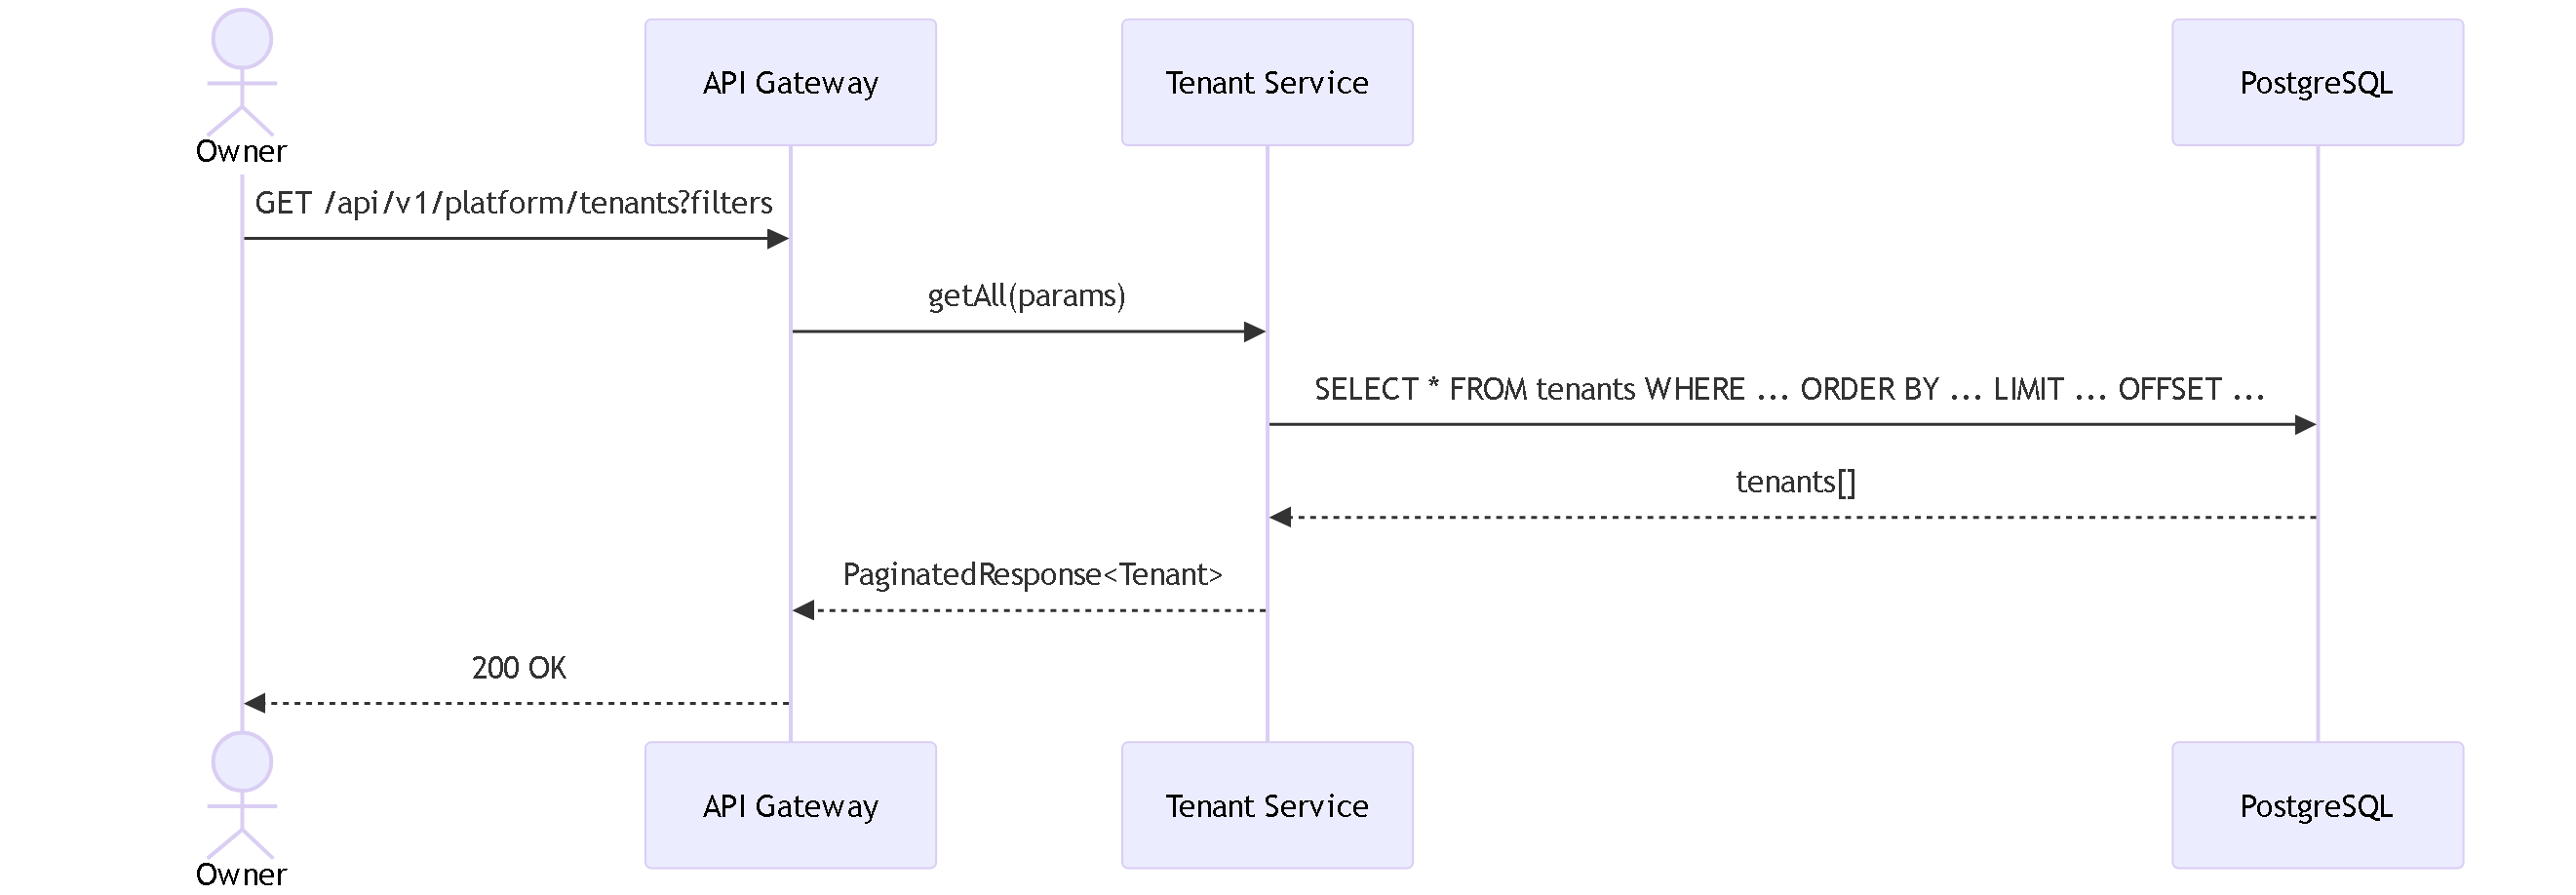 Owner
API Gateway
Tenant Service
PostgreSQL
GET /api/v1/platform/tenants?filters
getAll(params)
SELECT * FROM tenants WHERE ... ORDER BY ... LIMIT ... OFFSET ...
tenants[]
PaginatedResponse<Tenant>
200 OK
Owner
API Gateway
Tenant Service
PostgreSQL